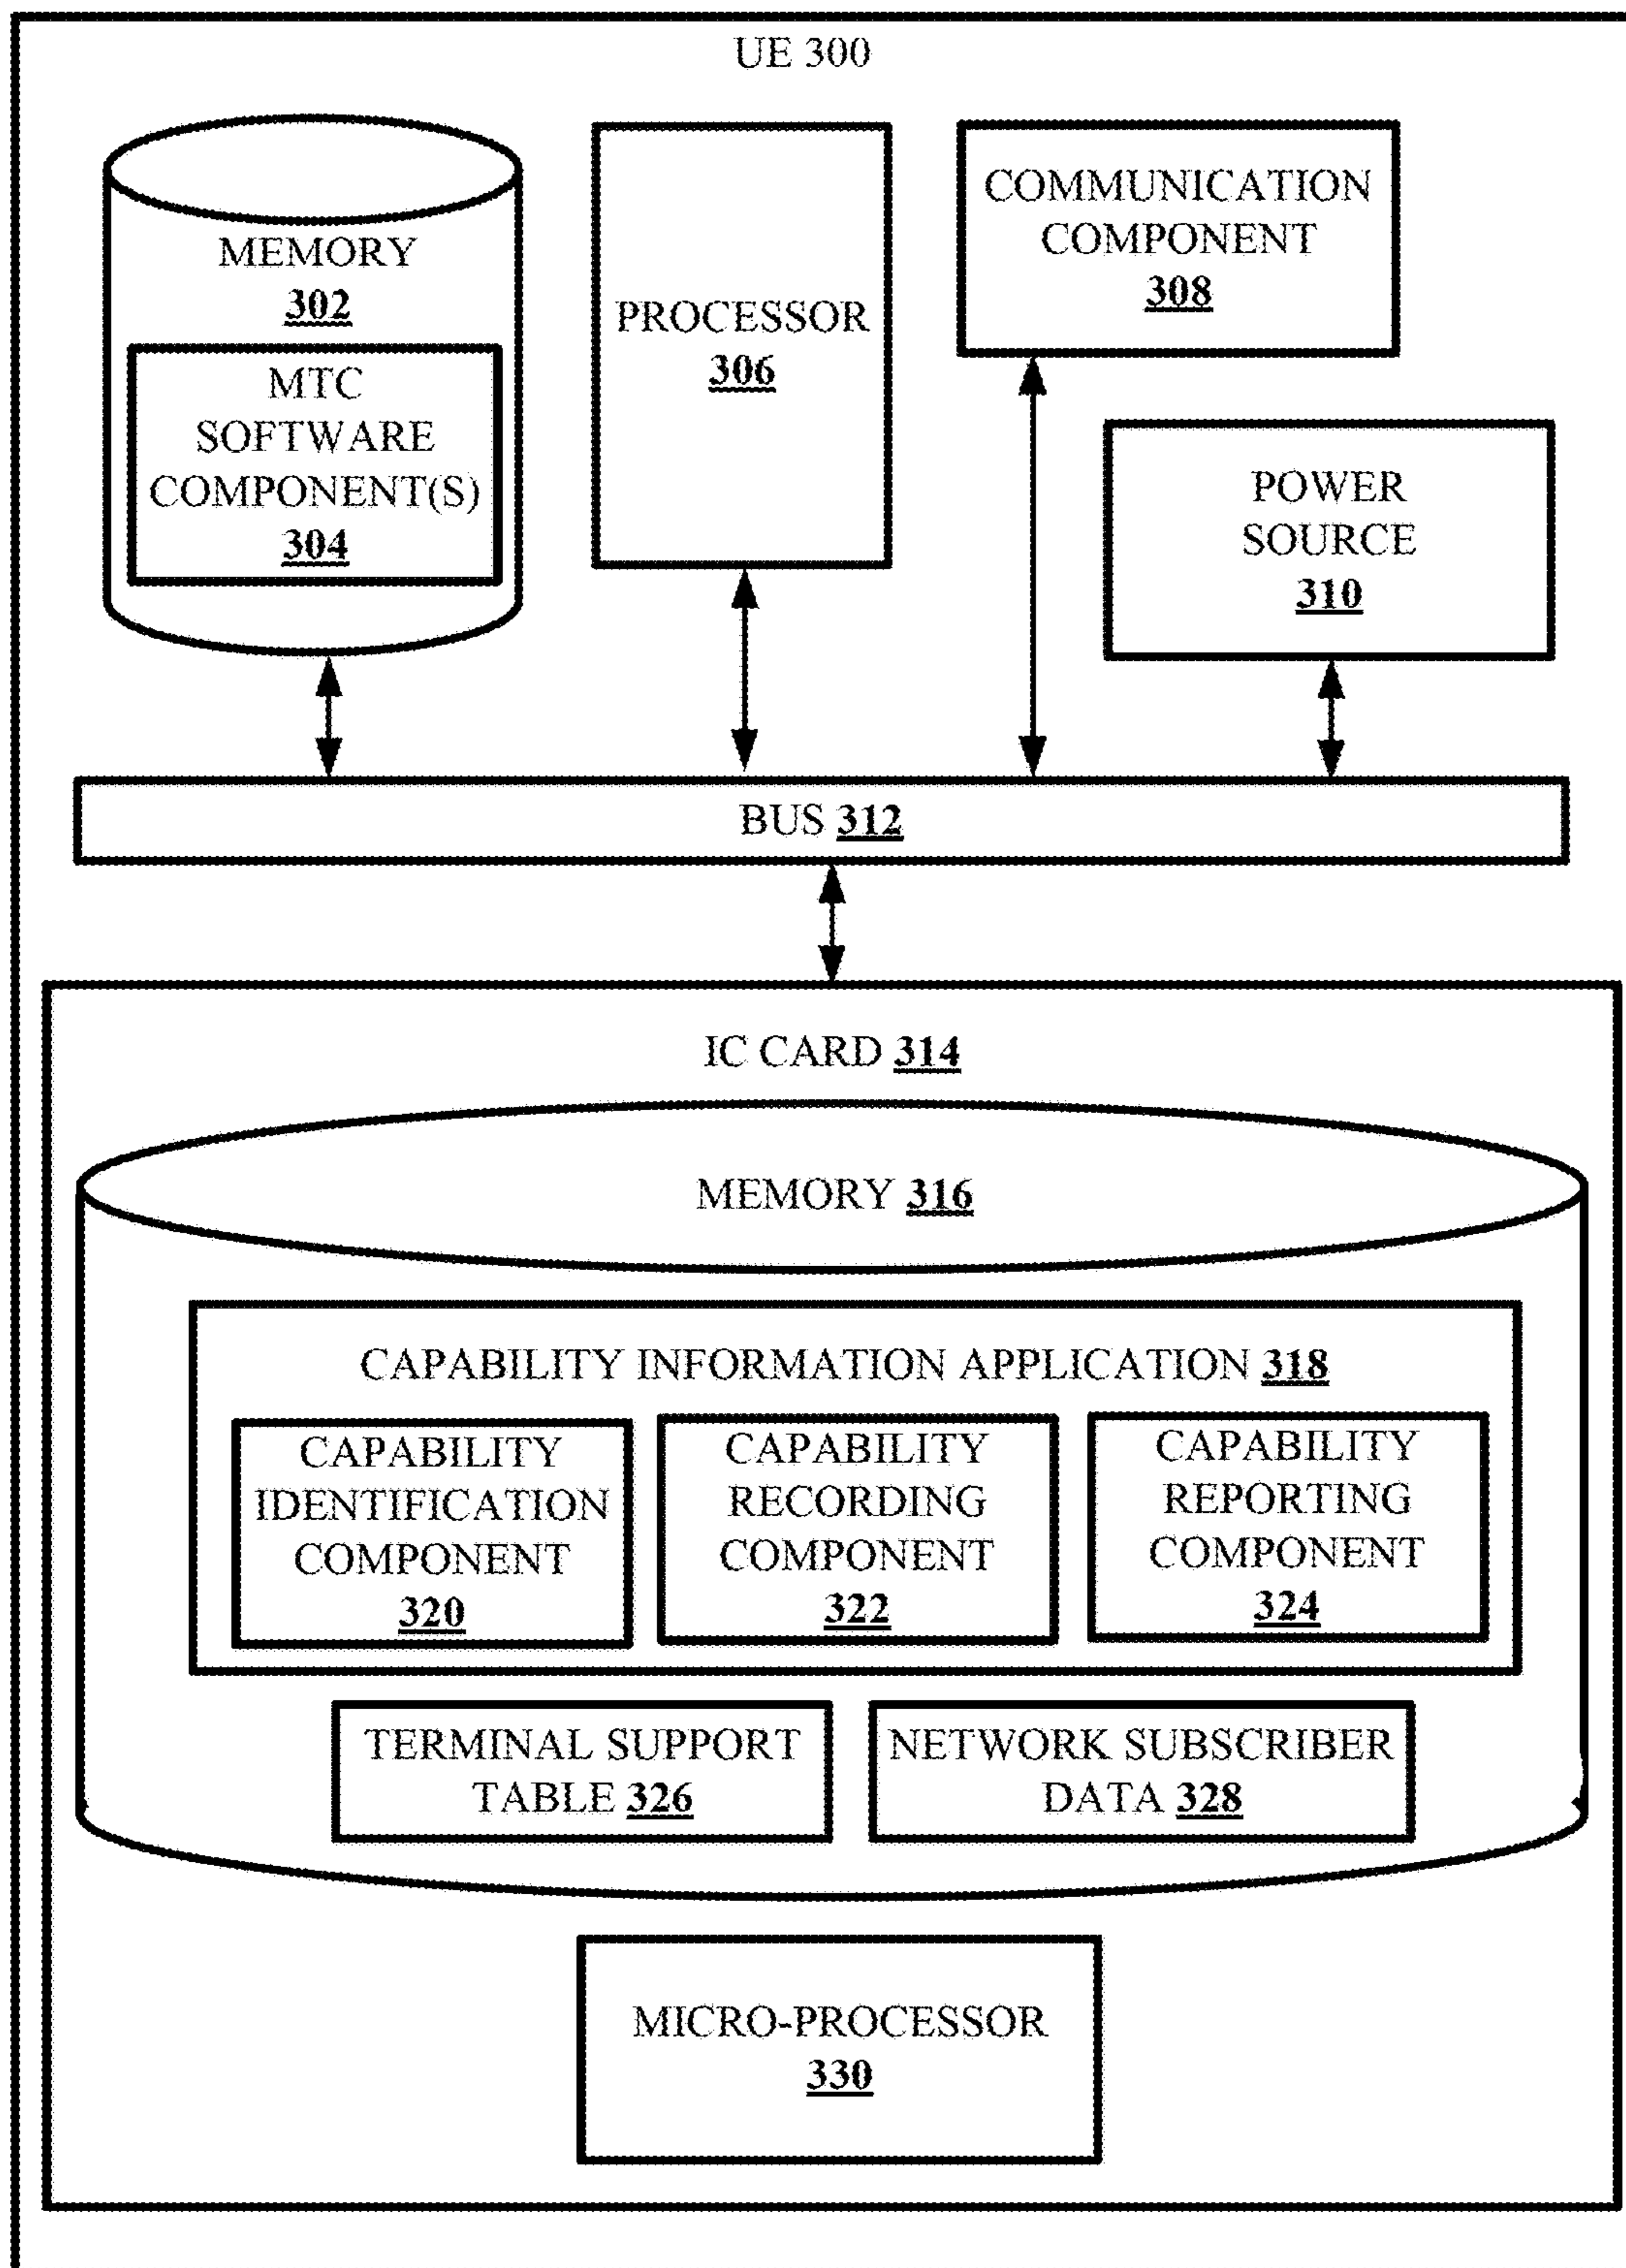 UE 300
MEMORY
302
MTC
SOFTWARE
COMPONENT(S)
304
PROCESSOR
306
COMMUNICATION
COMPONENT
308
POWER
SOURCE
310
BUS 312
IC CARD 314
MEMORY 316
CAPABILITY INFORMATION APPLICATION 318
CAPABILITY
IDENTIFICATION
COMPONENT
320
CAPABILITY
RECORDING
COMPONENT
322
CAPABILITY
REPORTING
COMPONENT
324
TERMINAL SUPPORT
TABLE 326
NETWORK SUBSCRIBER
DATA 328
MICRO-PROCESSOR
330